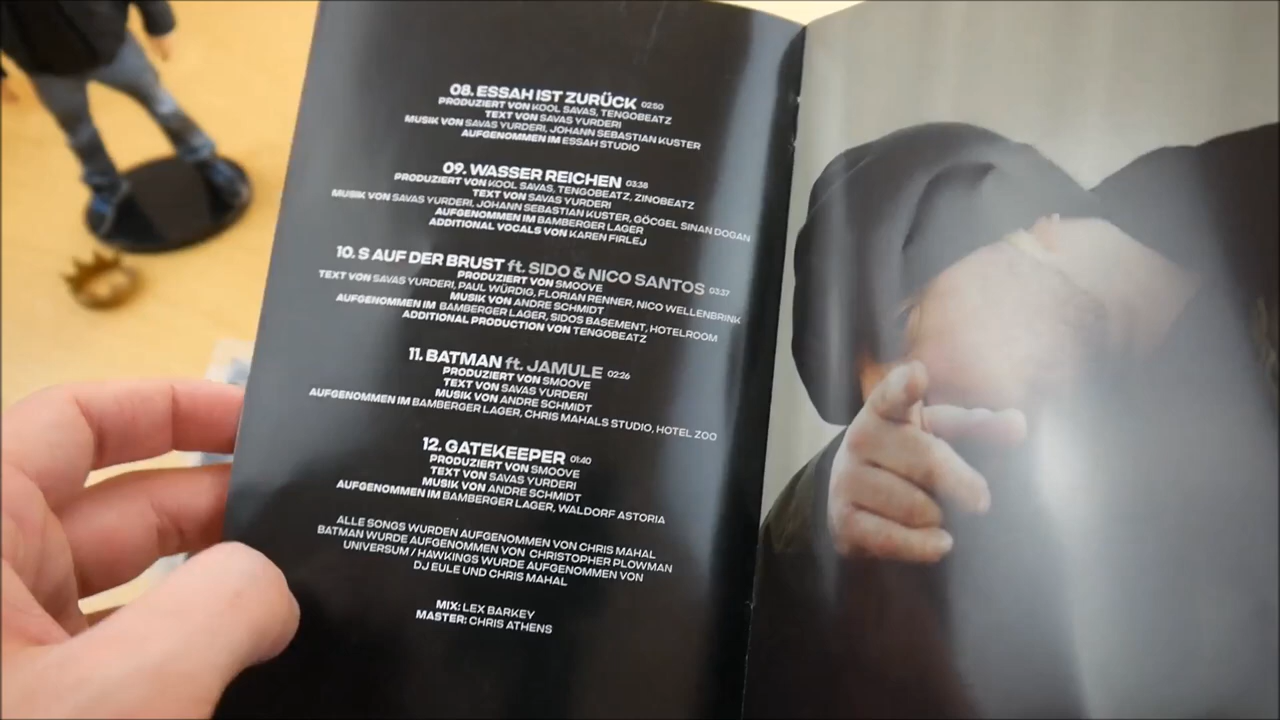 08. ESSAH IST ZURÜCK 02:50
PRODUZIERT VON KOOL SAVAS, TENGOBEATZ
TEXT VON SAVAS YURDERI
MUSIK VON SAVAS YURDERI, JOHANN SEBASTIAN KUSTER
AUFGENOMMEN IM ESSAH STUDIO
09. WASSER REICHEN 03:38
PRODUZIERT VON KOOL SAVAS, TENGOBEATZ, ZINOBEATZ
TEXT VON SAVAS YURDERI
MUSIK VON SAVAS YURDERI, JOHANN SEBASTIAN KUSTER, GÖCGEL SINAN DOGAN
AUFGENOMMEN IM BAMBERGER LAGER
ADDITIONAL VOCALS VON KAREN FIRLEJ
10. S AUF DER BRUST ft. SIDO & NICO SANTOS 03:37
PRODUZIERT VON SMOOVE
TEXT VON SAVAS YURDERI, PAUL WÜRDIG, FLORIAN RENNER, NICO WELLENBRINK
MUSIK VON ANDRE SCHMIDT
AUFGENOMMEN IM BAMBERGER LAGER, SIDOS BASEMENT, HOTELROOM
ADDITIONAL PRODUCTION VON TENGOBEATZ
11. BATMAN ft. JAMULE 02:26
PRODUZIERT VON SMOOVE
TEXT VON SAVAS YURDERI
MUSIK VON ANDRE SCHMIDT
AUFGENOMMEN IM BAMBERGER LAGER, CHRIS MAHALS STUDIO, HOTEL ZOO
12. GATEKEEPER 01:40
PRODUZIERT VON SMOOVE
TEXT VON SAVAS YURDERI
MUSIK VON ANDRE SCHMIDT
AUFGENOMMEN IM BAMBERGER LAGER, WALDORF ASTORIA
ALLE SONGS WURDEN AUFGENOMMEN VON CHRIS MAHAL
BATMAN WURDE AUFGENOMMEN VON CHRISTOPHER PLOWMAN
UNIVERSUM / HAWKINGS WURDE AUFGENOMMEN VON
DJ EULE UND CHRIS MAHAL
MIX: LEX BARKEY
MASTER: CHRIS ATHENS